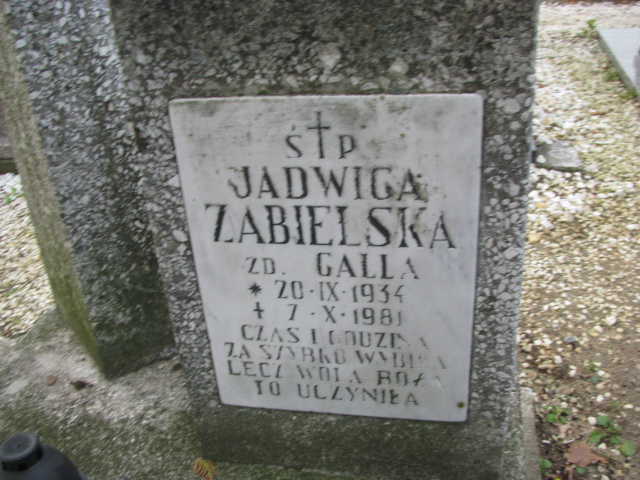 Ś † P
JADWIGA
ZABIELSKA
ZD. GALLA
* 20·IX·1934
+ 7·X·1981
CZAS I GODZINA
ZA SZYBKO WYBIŁA
LECZ WOLA BOŻA
TO UCZYNIŁA